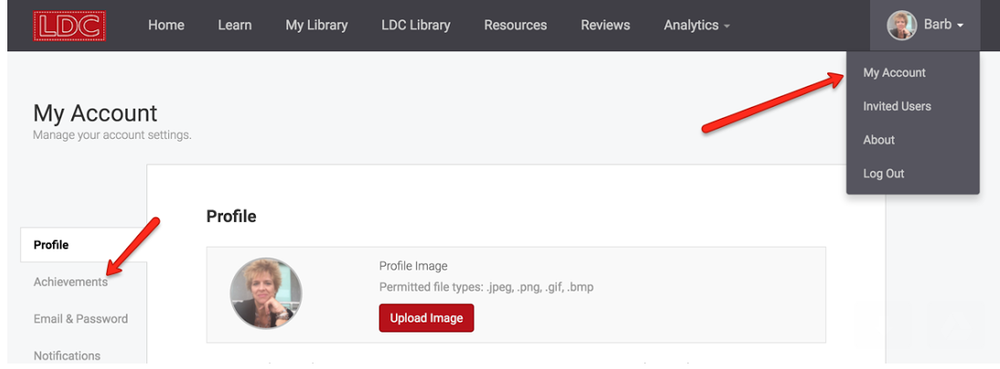 LDC Home Learn My Library LDC Library Resources Reviews Analytics Barb
My Account
Invited Users
About
Log Out
My Account
Manage your account settings.
Profile
Achievements
Email & Password
Notifications
Profile
Profile Image
Permitted file types: .jpeg, .png, .gif, .bmp
Upload Image